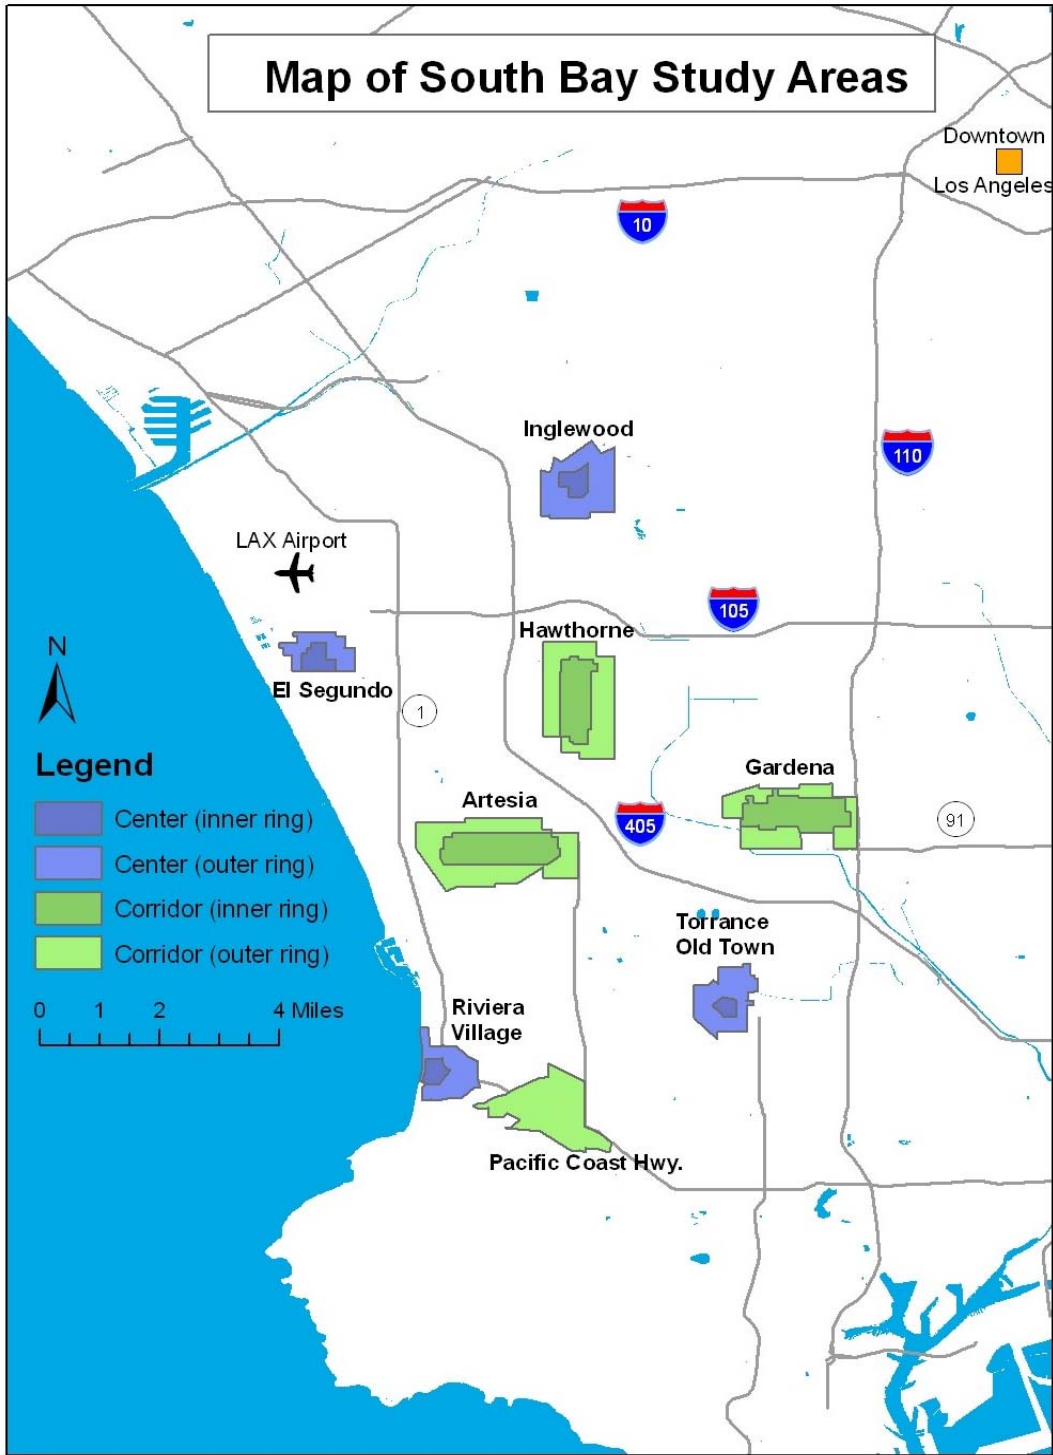 Map of South Bay Study Areas
Downtown
Los Angeles
10
Inglewood
110
LAX Airport
105
Hawthorne
N
El Segundo
1
Legend
Center (inner ring)
Center (outer ring)
Corridor (inner ring)
Corridor (outer ring)
0 1 2 4 Miles
Gardena
Artesia
405
91
Torrance
Old Town
Riviera
Village
Pacific Coast Hwy.